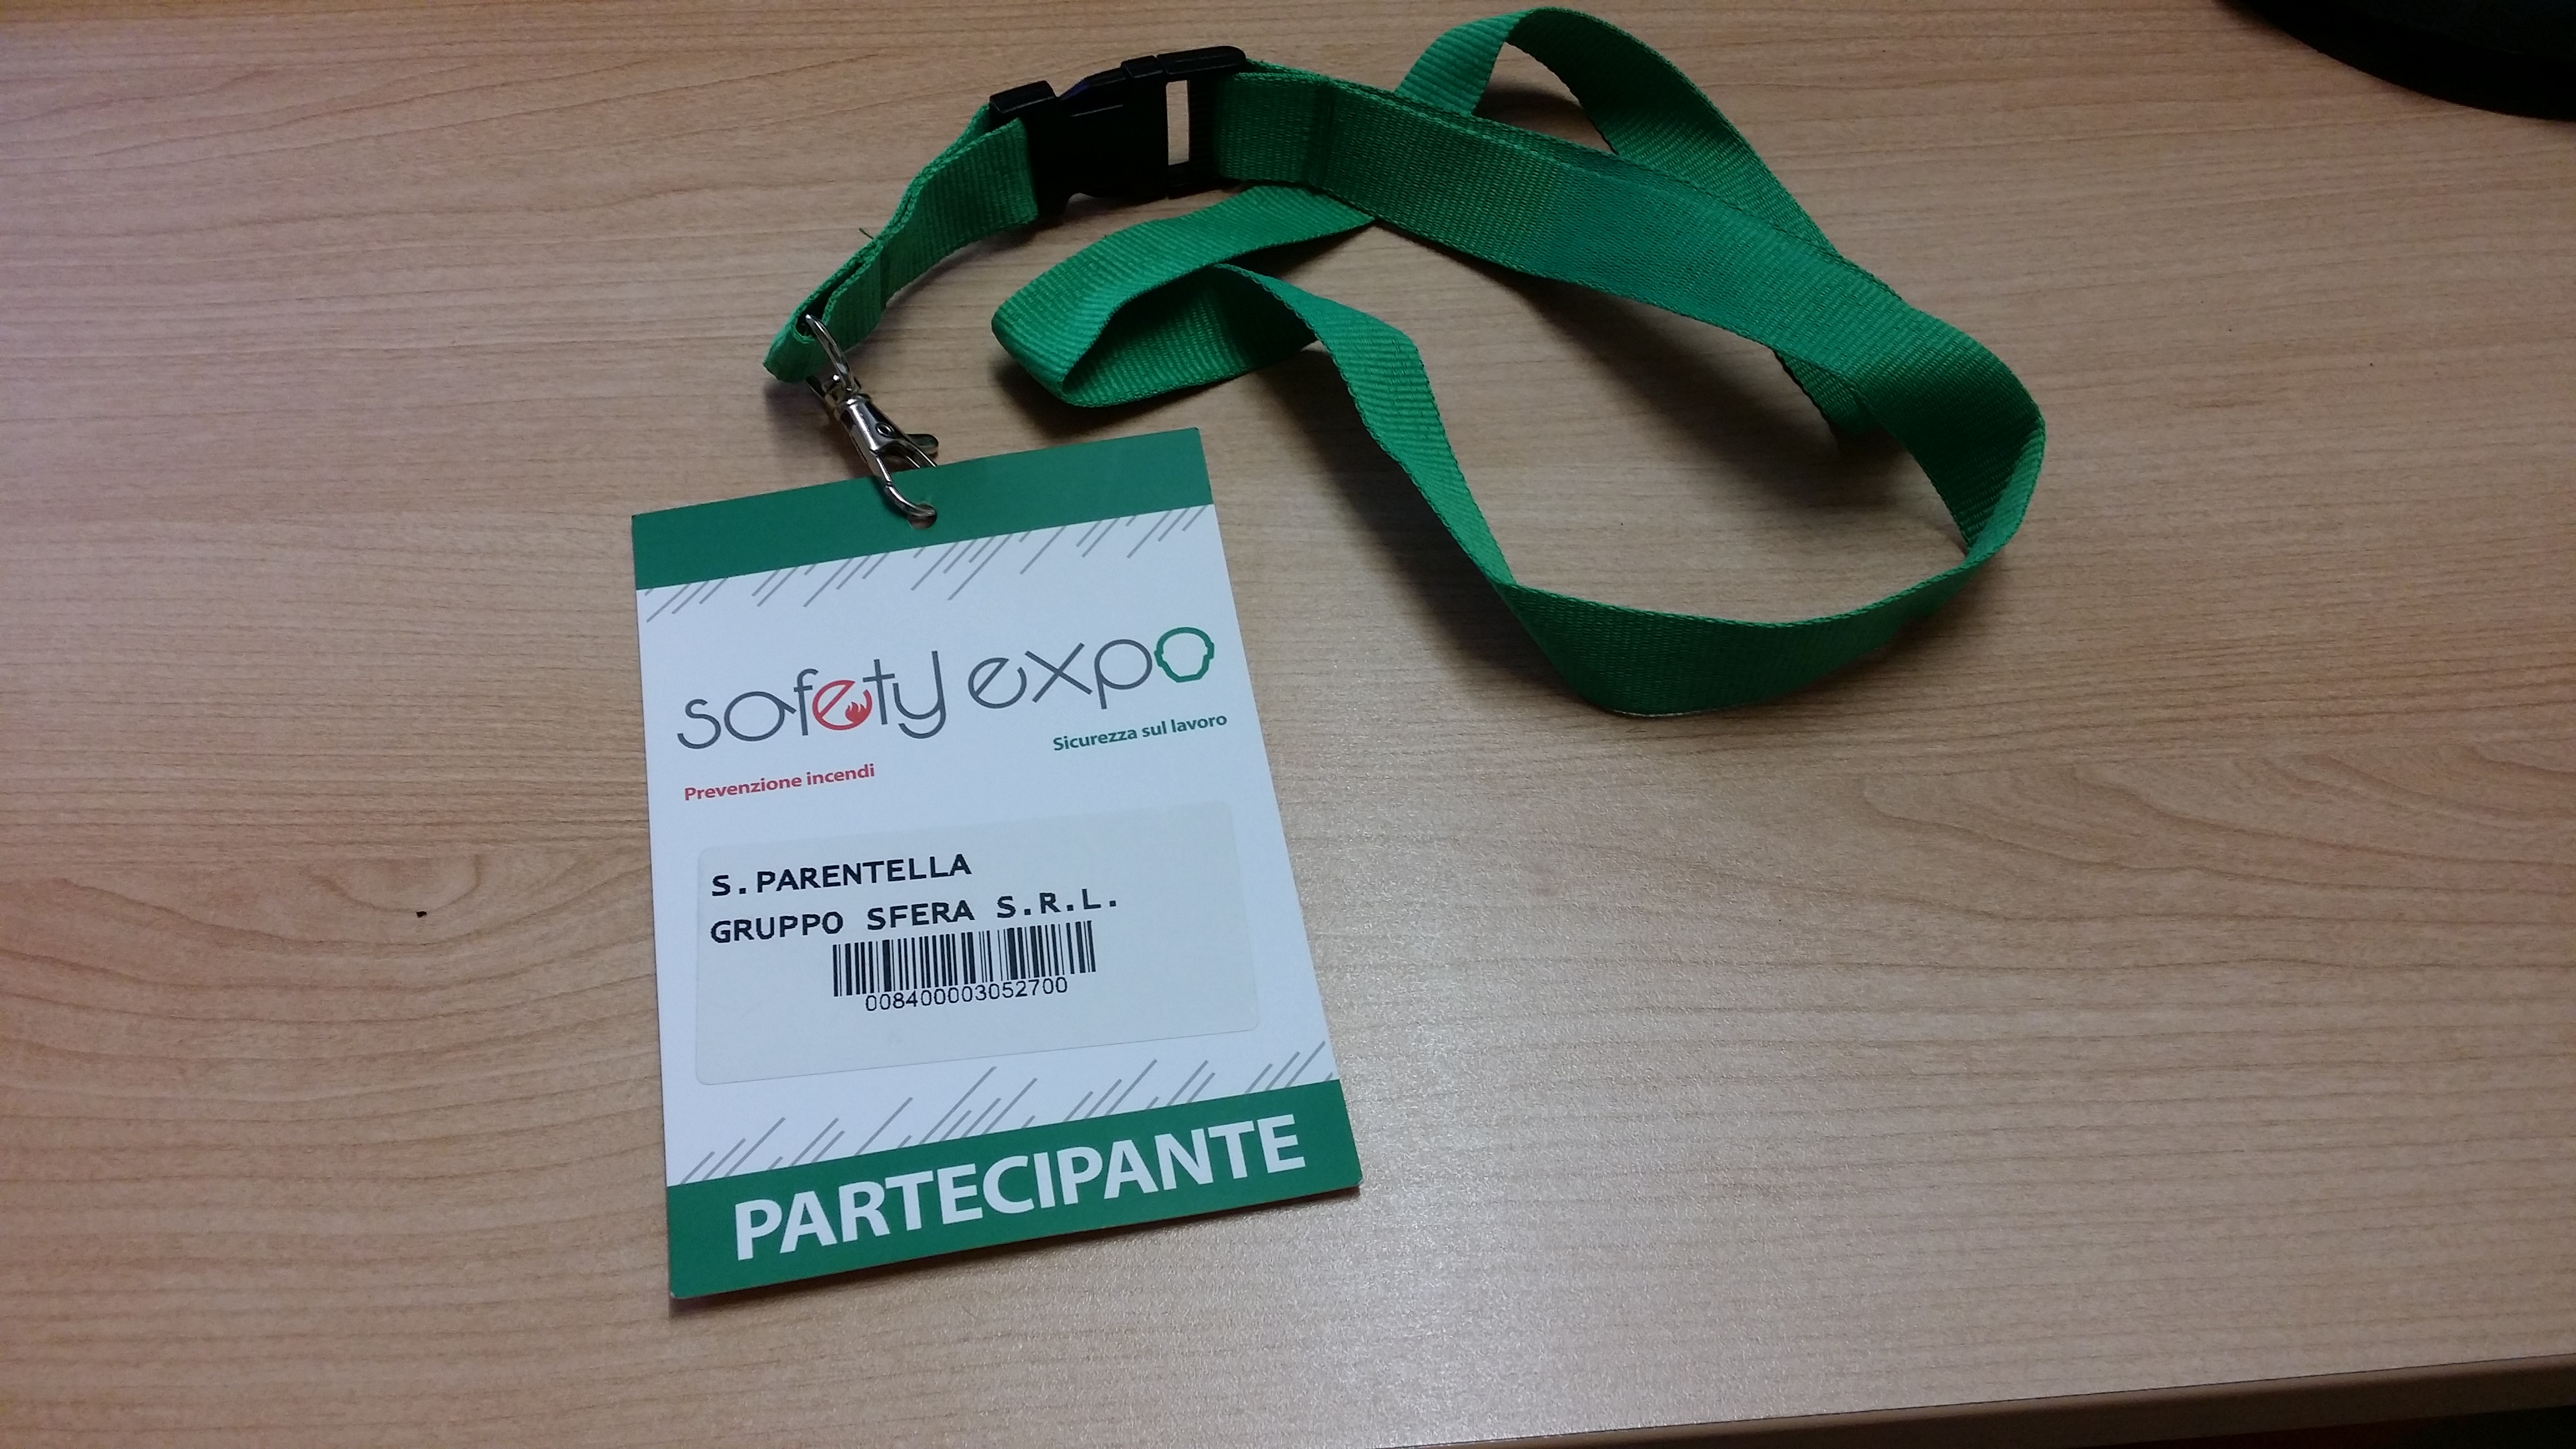 safety expo
Sicurezza sul lavoro
Prevenzione incendi
S.PARENTELLA
GRUPPO SFERA S.R.L.
008400003052700
PARTECIPANTE